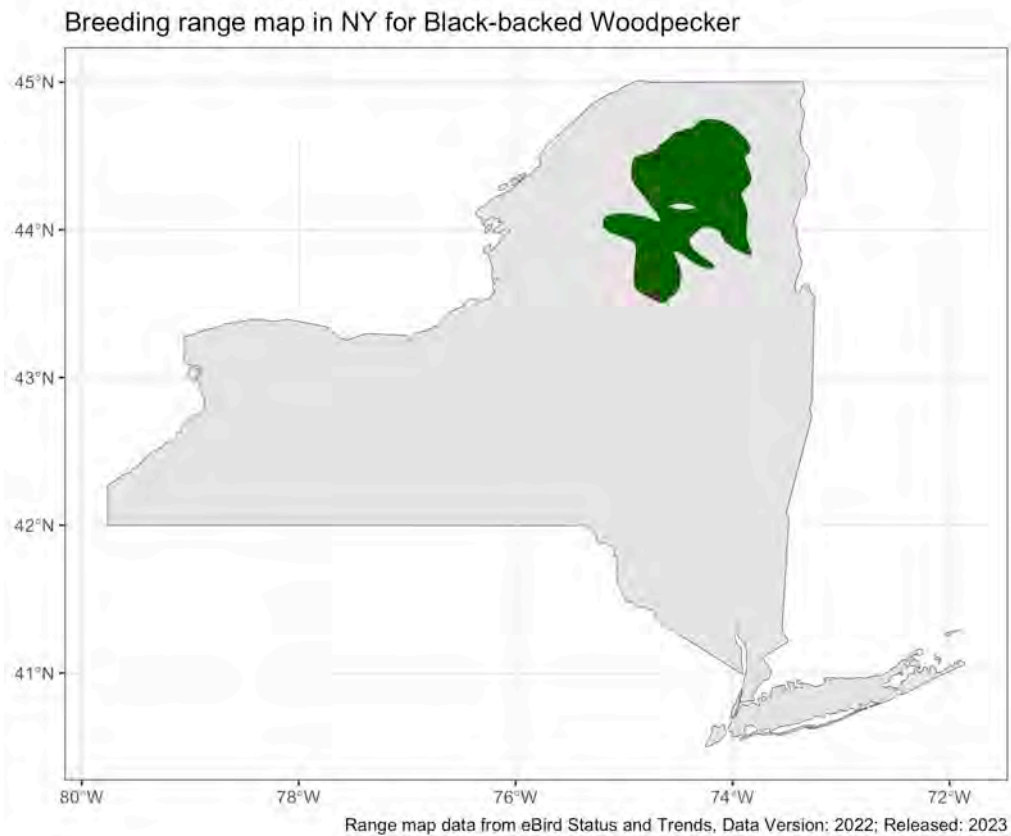 Breeding range map in NY for Black-backed Woodpecker
45°N
44°N
43°N
42°N
41°N
80°W 78°W 76°W 74°W 72°W
Range map data from eBird Status and Trends, Data Version: 2022; Released: 2023